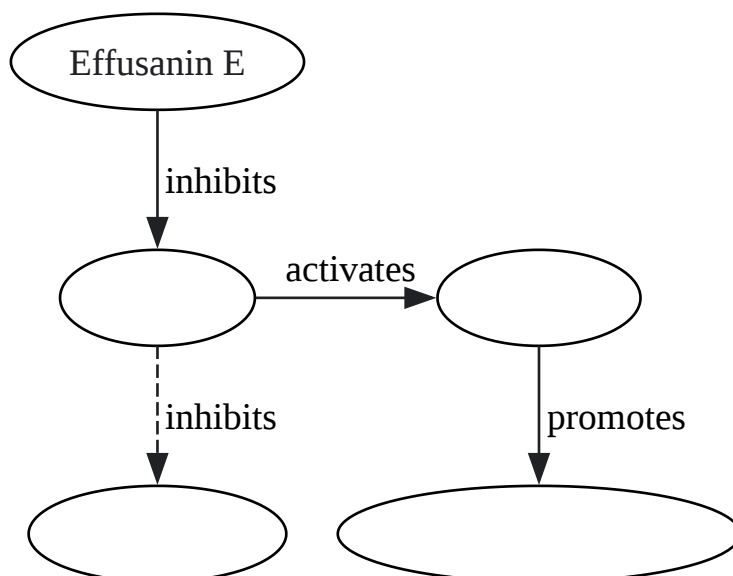 Effusanin E
inhibits
activates
inhibits
promotes